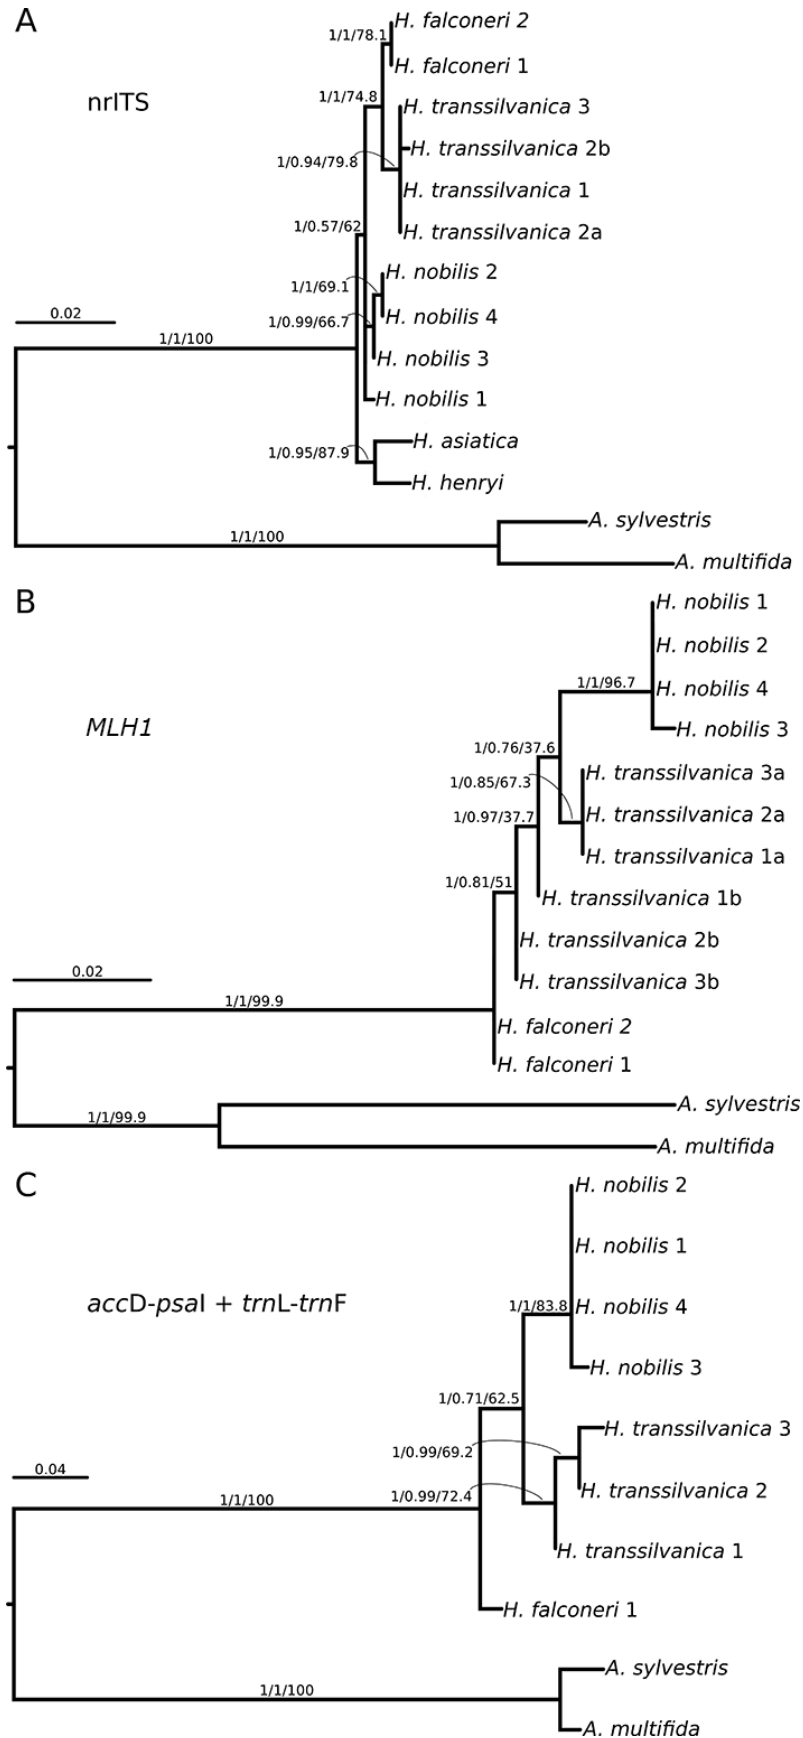 A
nrITS
H. falconeri 2
1/1/78.1
H. falconeri 1
1/1/74.8
H. transsilvanica 3
H. transsilvanica 2b
1/0.94/79.8
H. transsilvanica 1
1/0.57/62
H. transsilvanica 2a
H. nobilis 2
1/1/69.1
0.02
1/0.99/66.7
H. nobilis 4
1/1/100
H. nobilis 3
H. nobilis 1
H. asiatica
1/0.95/87.9
H. henryi
A. sylvestris
1/1/100
A. multifida
B
MLH1
H. nobilis 1
H. nobilis 2
1/1/96.7
H. nobilis 4
H. nobilis 3
1/0.76/37.6
H. transsilvanica 3a
1/0.85/67.3
1/0.97/37.7
H. transsilvanica 2a
H. transsilvanica 1a
1/0.81/51
H. transsilvanica 1b
H. transsilvanica 2b
0.02
H. transsilvanica 3b
1/1/99.9
H. falconeri 2
H. falconeri 1
A. sylvestris
1/1/99.9
A. multifida
C
accD-psaI + trnL-trnF
H. nobilis 2
H. nobilis 1
1/1/83.8
H. nobilis 4
H. nobilis 3
1/0.71/62.5
H. transsilvanica 3
1/0.99/69.2
0.04
1/0.99/72.4
H. transsilvanica 2
1/1/100
H. transsilvanica 1
H. falconeri 1
A. sylvestris
1/1/100
A. multifida